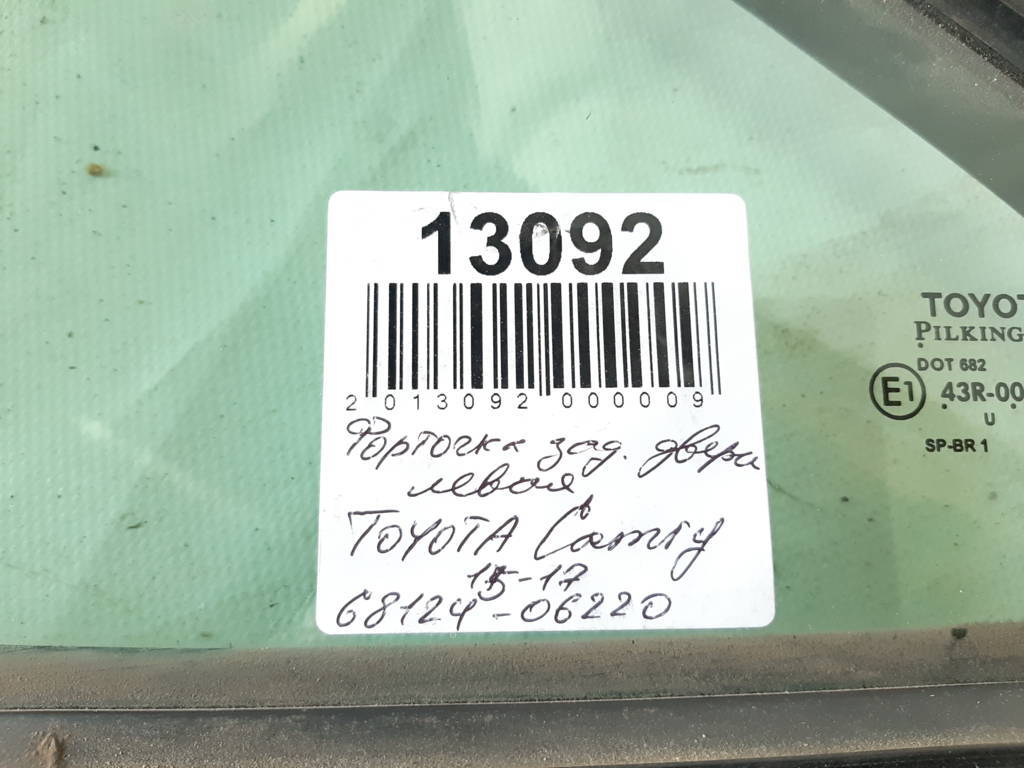 13092
2 013092 000009
Форточка зад. двери
левая
TOYOTA Camry
15-17
68124-06220
TOYOT
PILKING
DOT 682
E1 43R-00
U
SP-BR 1